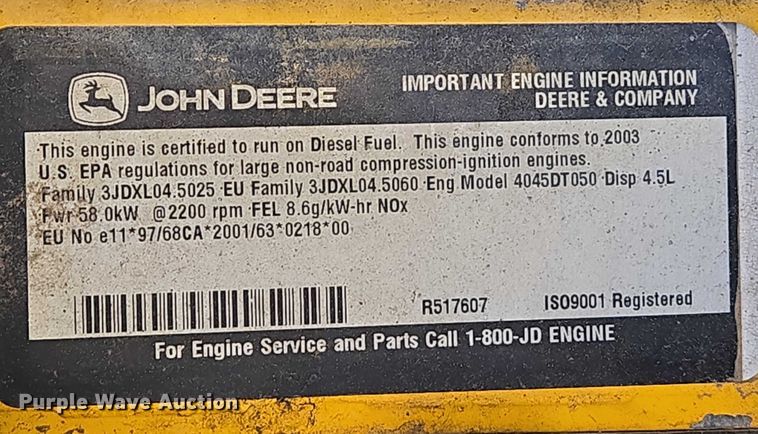 JOHN DEERE
IMPORTANT ENGINE INFORMATION
DEERE & COMPANY
This engine is certified to run on Diesel Fuel. This engine conforms to 2003
U.S. EPA regulations for large non-road compression-ignition engines.
Family 3JDXL04.5025 EU Family 3JDXL04.5060 Eng Model 4045DT050 Disp 4.5L
Pwr 58.0kW @2200 rpm FEL 8.6g/kW-hr NOx
EU No e11*97/68CA*2001/63*0218*00
R517607 ISO9001 Registered
For Engine Service and Parts Call 1-800-JD ENGINE
Purple Wave Auction